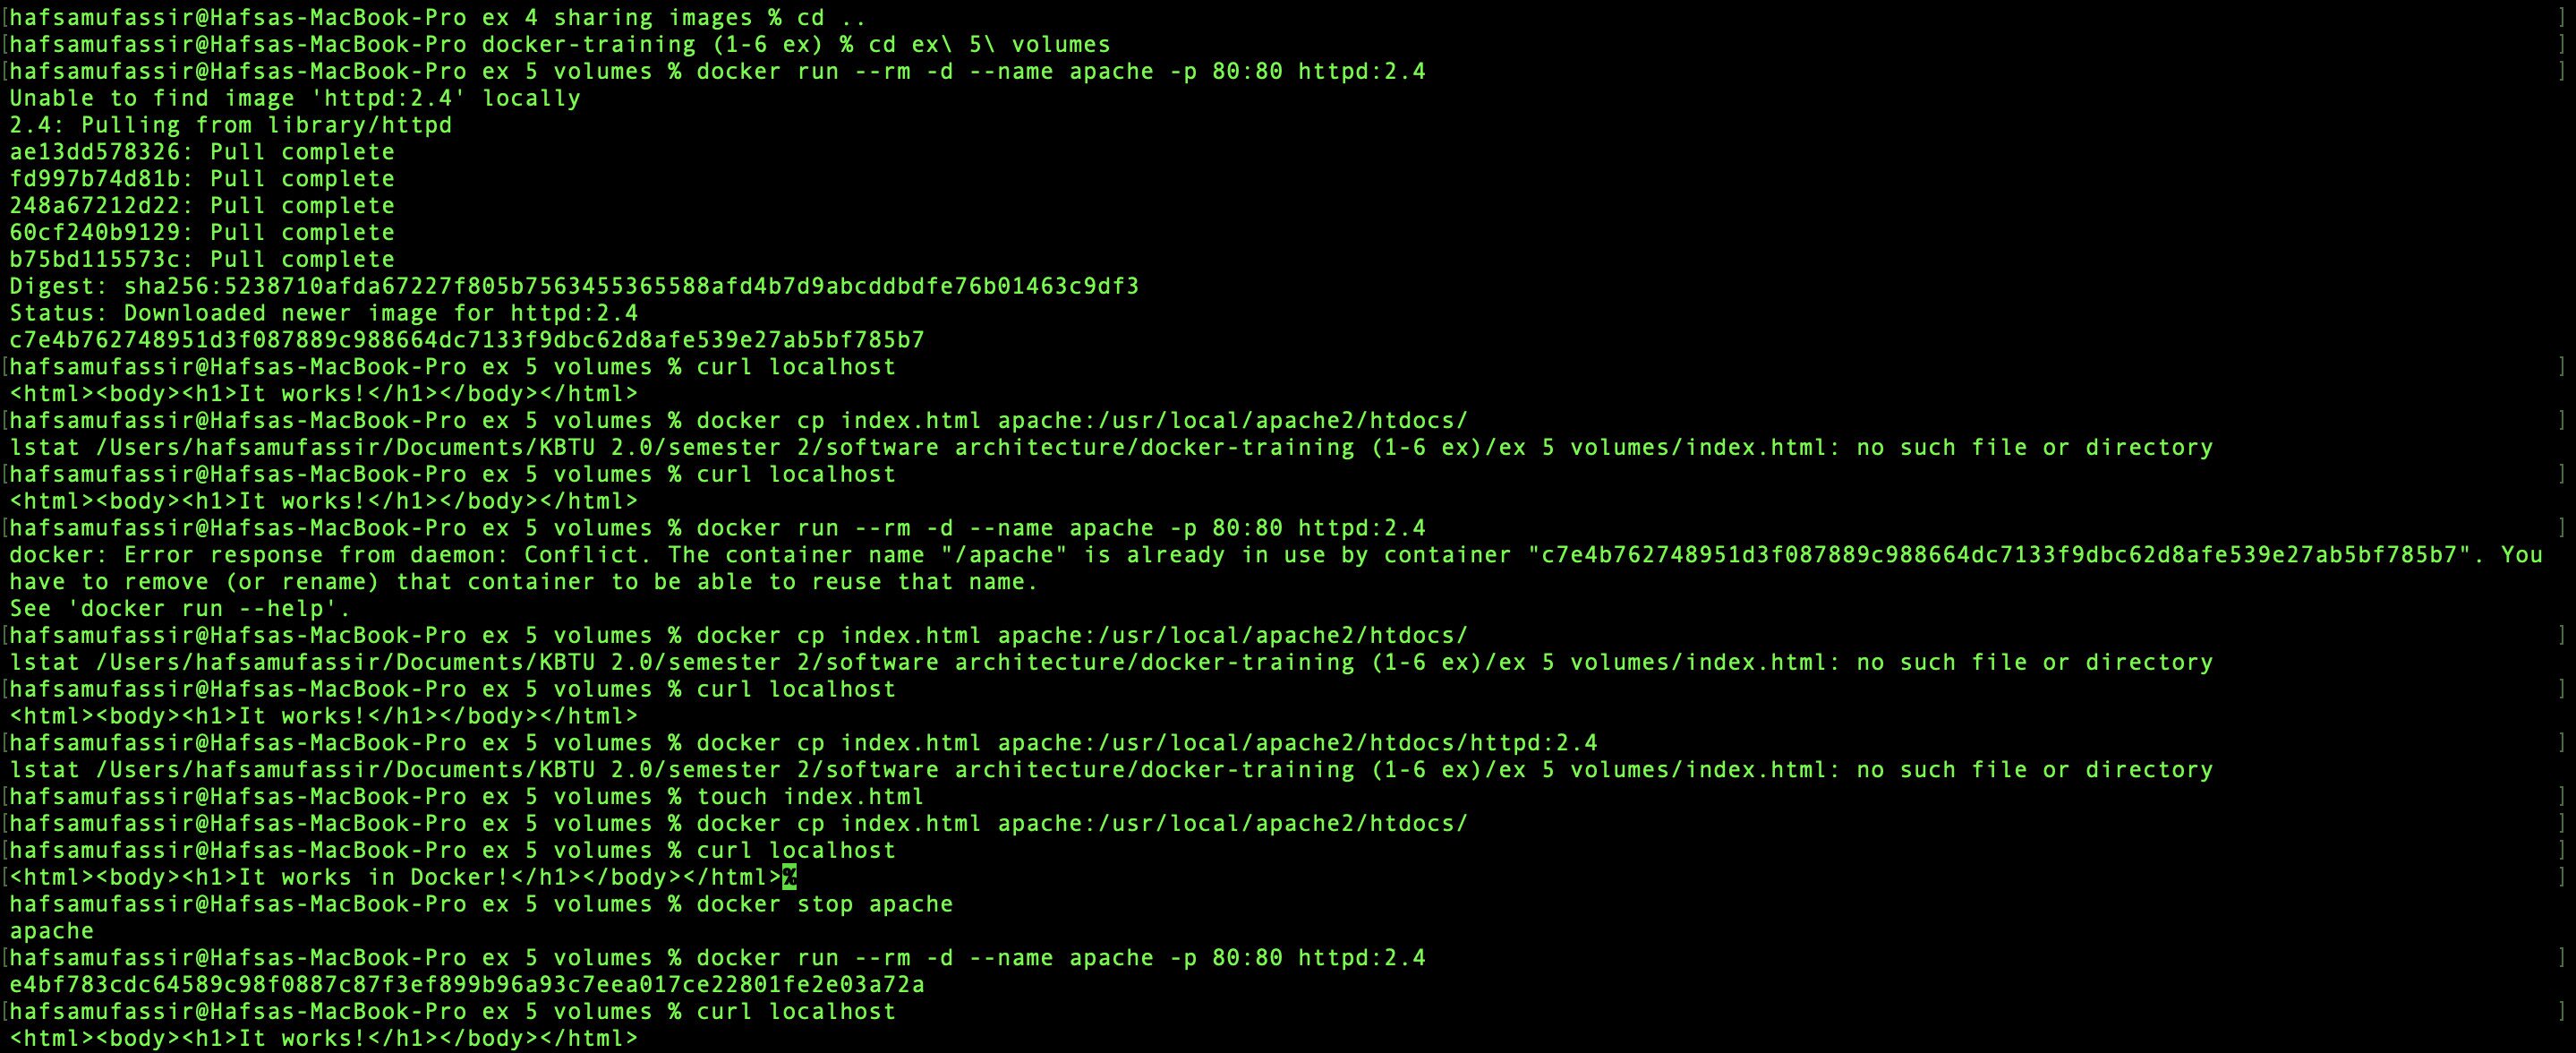 [hafsamufassir@Hafsas-MacBook-Pro ex 4 sharing images % cd .. ]
[hafsamufassir@Hafsas-MacBook-Pro docker-training (1-6 ex) % cd ex\ 5\ volumes ]
[hafsamufassir@Hafsas-MacBook-Pro ex 5 volumes % docker run --rm -d --name apache -p 80:80 httpd:2.4 ]
Unable to find image 'httpd:2.4' locally
2.4: Pulling from library/httpd
ae13dd578326: Pull complete
fd997b74d81b: Pull complete
248a67212d22: Pull complete
60cf240b9129: Pull complete
b75bd115573c: Pull complete
Digest: sha256:5238710afda67227f805b7563455365588afd4b7d9abcddbdfe76b01463c9df3
Status: Downloaded newer image for httpd:2.4
c7e4b762748951d3f087889c988664dc7133f9dbc62d8afe539e27ab5bf785b7
[hafsamufassir@Hafsas-MacBook-Pro ex 5 volumes % curl localhost ]
<html><body><h1>It works!</h1></body></html>
[hafsamufassir@Hafsas-MacBook-Pro ex 5 volumes % docker cp index.html apache:/usr/local/apache2/htdocs/ ]
lstat /Users/hafsamufassir/Documents/KBTU 2.0/semester 2/software architecture/docker-training (1-6 ex)/ex 5 volumes/index.html: no such file or directory
[hafsamufassir@Hafsas-MacBook-Pro ex 5 volumes % curl localhost ]
<html><body><h1>It works!</h1></body></html>
[hafsamufassir@Hafsas-MacBook-Pro ex 5 volumes % docker run --rm -d --name apache -p 80:80 httpd:2.4 ]
docker: Error response from daemon: Conflict. The container name "/apache" is already in use by container "c7e4b762748951d3f087889c988664dc7133f9dbc62d8afe539e27ab5bf785b7". You
have to remove (or rename) that container to be able to reuse that name.
See 'docker run --help'.
[hafsamufassir@Hafsas-MacBook-Pro ex 5 volumes % docker cp index.html apache:/usr/local/apache2/htdocs/ ]
lstat /Users/hafsamufassir/Documents/KBTU 2.0/semester 2/software architecture/docker-training (1-6 ex)/ex 5 volumes/index.html: no such file or directory
[hafsamufassir@Hafsas-MacBook-Pro ex 5 volumes % curl localhost ]
<html><body><h1>It works!</h1></body></html>
[hafsamufassir@Hafsas-MacBook-Pro ex 5 volumes % docker cp index.html apache:/usr/local/apache2/htdocs/httpd:2.4 ]
lstat /Users/hafsamufassir/Documents/KBTU 2.0/semester 2/software architecture/docker-training (1-6 ex)/ex 5 volumes/index.html: no such file or directory
[hafsamufassir@Hafsas-MacBook-Pro ex 5 volumes % touch index.html ]
[hafsamufassir@Hafsas-MacBook-Pro ex 5 volumes % docker cp index.html apache:/usr/local/apache2/htdocs/ ]
[hafsamufassir@Hafsas-MacBook-Pro ex 5 volumes % curl localhost ]
[<html><body><h1>It works in Docker!</h1></body></html>% ]
hafsamufassir@Hafsas-MacBook-Pro ex 5 volumes % docker stop apache
apache
[hafsamufassir@Hafsas-MacBook-Pro ex 5 volumes % docker run --rm -d --name apache -p 80:80 httpd:2.4 ]
e4bf783cdc64589c98f0887c87f3ef899b96a93c7eea017ce22801fe2e03a72a
[hafsamufassir@Hafsas-MacBook-Pro ex 5 volumes % curl localhost ]
<html><body><h1>It works!</h1></body></html>